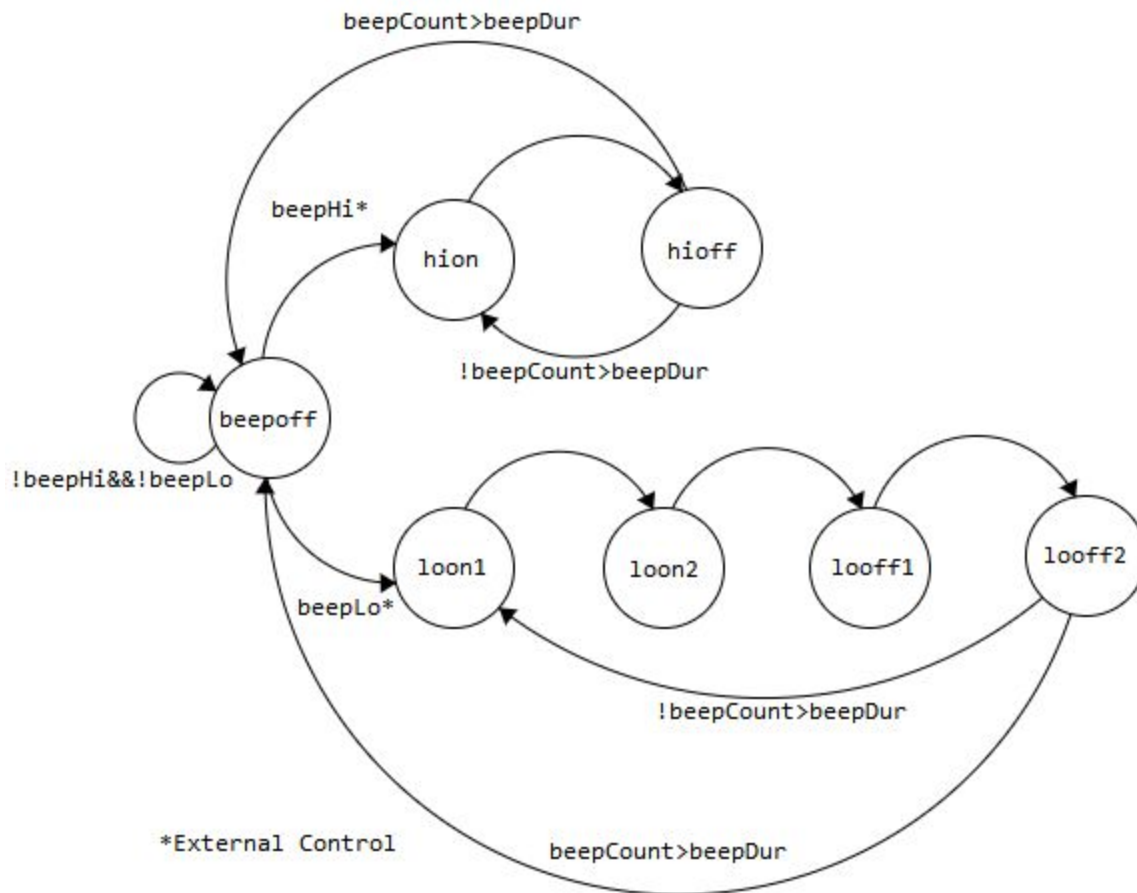 beepCount>beepDur
beepHi*
hion
hioff
!beepCount>beepDur
beepoff
!beepHi&&!beepLo
loon1
loon2
looff1
looff2
beepLo*
!beepCount>beepDur
*External Control
beepCount>beepDur